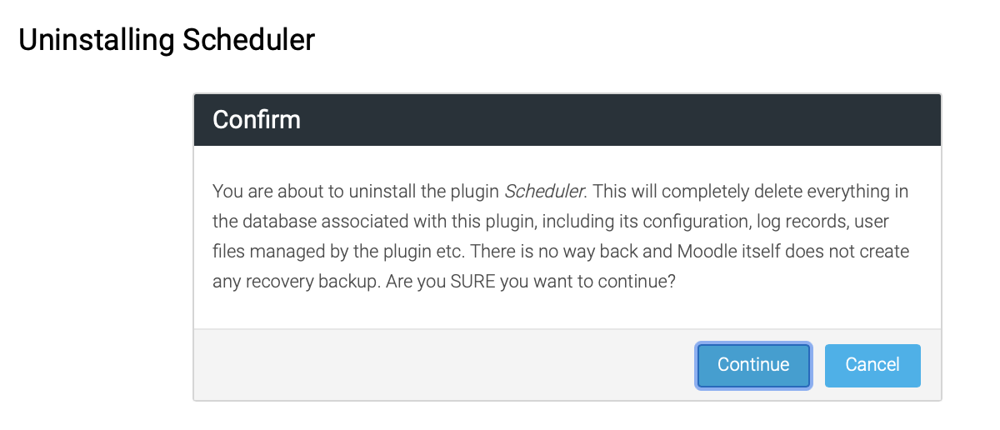 Uninstalling Scheduler
Confirm
You are about to uninstall the plugin Scheduler. This will completely delete everything in
the database associated with this plugin, including its configuration, log records, user
files managed by the plugin etc. There is no way back and Moodle itself does not create
any recovery backup. Are you SURE you want to continue?
Continue
Cancel